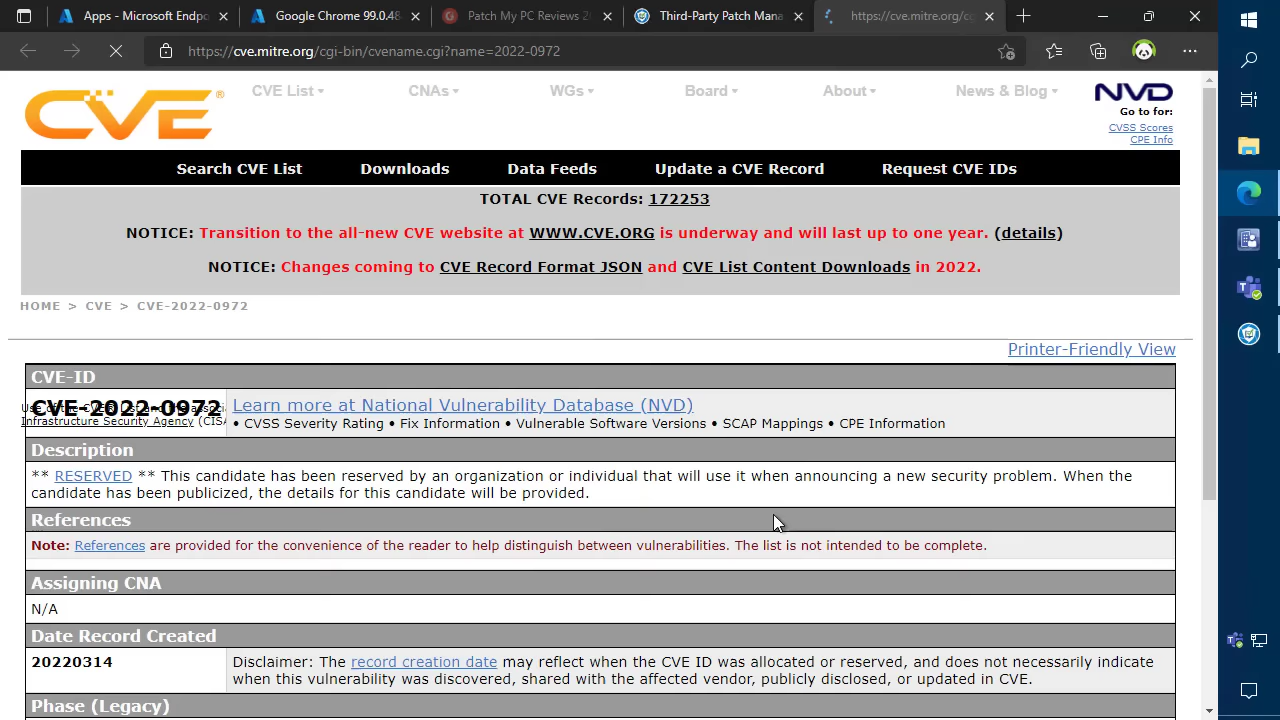 Apps - Microsoft Endpo
Google Chrome 99.0.48
Patch My PC Reviews 2
Third-Party Patch Mana
https://cve.mitre.org/cg
https://cve.mitre.org/cgi-bin/cvename.cgi?name=2022-0972
CVE®
CVE List
CNAs
WGs
Board
About
News & Blog
NVD
Go to for:
CVSS Scores
CPE Info
Search CVE List
Downloads
Data Feeds
Update a CVE Record
Request CVE IDs
TOTAL CVE Records: 172253
NOTICE: Transition to the all-new CVE website at WWW.CVE.ORG is underway and will last up to one year. (details)
NOTICE: Changes coming to CVE Record Format JSON and CVE List Content Downloads in 2022.
HOME > CVE > CVE-2022-0972
Printer-Friendly View
CVE-ID
CVE-2022-0972
Infrastructure Security Agency (CISA
Learn more at National Vulnerability Database (NVD)
• CVSS Severity Rating • Fix Information • Vulnerable Software Versions • SCAP Mappings • CPE Information
Description
** RESERVED ** This candidate has been reserved by an organization or individual that will use it when announcing a new security problem. When the
candidate has been publicized, the details for this candidate will be provided.
References
Note: References are provided for the convenience of the reader to help distinguish between vulnerabilities. The list is not intended to be complete.
Assigning CNA
N/A
Date Record Created
20220314
Disclaimer: The record creation date may reflect when the CVE ID was allocated or reserved, and does not necessarily indicate
when this vulnerability was discovered, shared with the affected vendor, publicly disclosed, or updated in CVE.
Phase (Legacy)